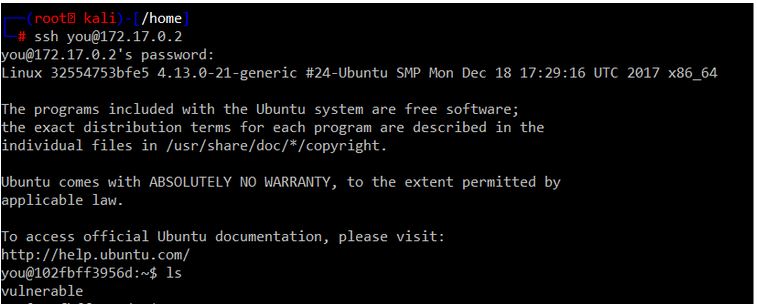 (root kali)-[/home]
# ssh you@172.17.0.2
you@172.17.0.2's password:
Linux 32554753bfe5 4.13.0-21-generic #24-Ubuntu SMP Mon Dec 18 17:29:16 UTC 2017 x86_64
The programs included with the Ubuntu system are free software;
the exact distribution terms for each program are described in the
individual files in /usr/share/doc/*/copyright.
Ubuntu comes with ABSOLUTELY NO WARRANTY, to the extent permitted by
applicable law.
To access official Ubuntu documentation, please visit:
http://help.ubuntu.com/
you@102fbff3956d:~$ ls
vulnerable